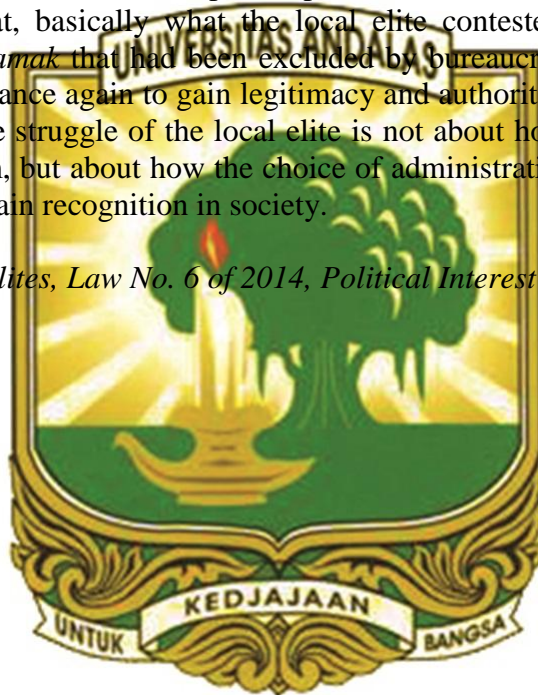 at, basically what the local elite conteste
UNIVERSITAS ANDALAS
amak that had been excluded by bureaucr
ance again to gain legitimacy and authorit
e struggle of the local elite is not about ho
n, but about how the choice of administrati
ain recognition in society.
lites, Law No. 6 of 2014, Political Interest
UNTUK KEDJAJAAN BANGSA